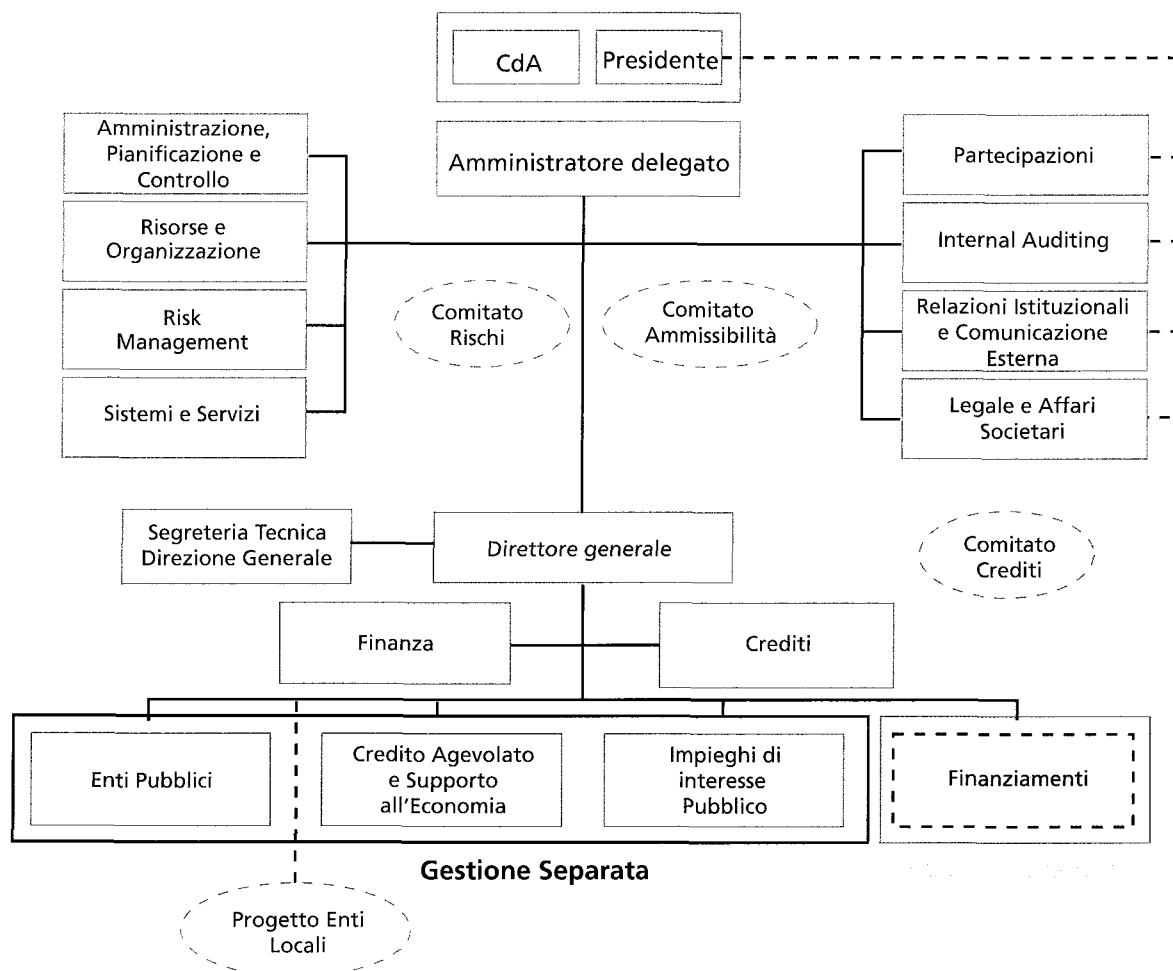 CdA
Presidente
Amministrazione,
Pianificazione e
Controllo
Amministratore delegato
Partecipazioni
Risorse e
Organizzazione
Internal Auditing
Comitato
Rischi
Comitato
Ammissibilità
Risk
Management
Relazioni Istituzionali
e Comunicazione
Esterna
Sistemi e Servizi
Legale e Affari
Societari
Segreteria Tecnica
Direzione Generale
Direttore generale
Comitato
Crediti
Finanza
Crediti
Enti Pubblici
Credito Agevolato
e Supporto
all'Economia
Impieghi di
interesse
Pubblico
Finanziamenti
Gestione Separata
Progetto Enti
Locali